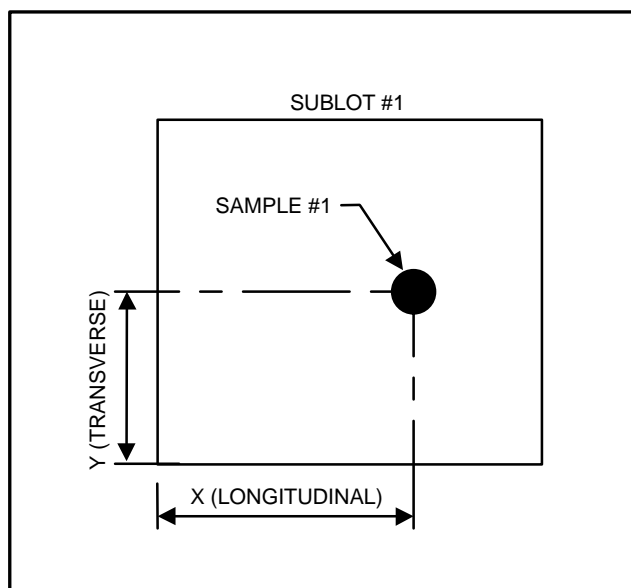 SUBLOT #1
SAMPLE #1
Y (TRANSVERSE)
X (LONGITUDINAL)